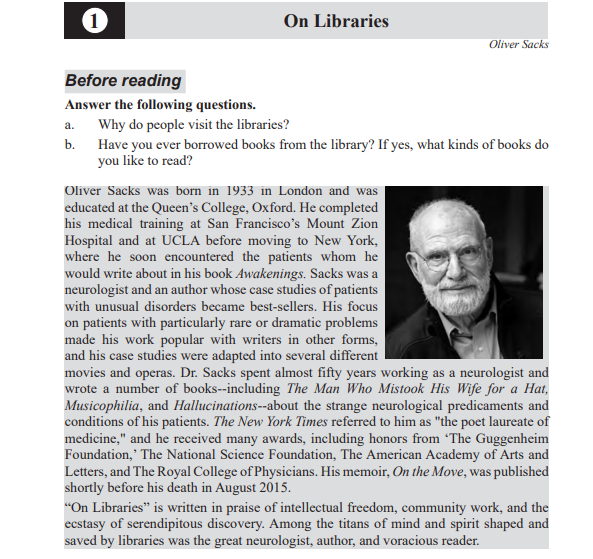 1
On Libraries
Oliver Sacks
Before reading
Answer the following questions.
a. Why do people visit the libraries?
b. Have you ever borrowed books from the library? If yes, what kinds of books do
you like to read?
Oliver Sacks was born in 1933 in London and was
educated at the Queen's College, Oxford. He completed
his medical training at San Francisco's Mount Zion
Hospital and at UCLA before moving to New York,
where he soon encountered the patients whom he
would write about in his book Awakenings. Sacks was a
neurologist and an author whose case studies of patients
with unusual disorders became best-sellers. His focus
on patients with particularly rare or dramatic problems
made his work popular with writers in other forms,
and his case studies were adapted into several different
movies and operas. Dr. Sacks spent almost fifty years working as a neurologist and
wrote a number of books--including The Man Who Mistook His Wife for a Hat,
Musicophilia, and Hallucinations--about the strange neurological predicaments and
conditions of his patients. The New York Times referred to him as "the poet laureate of
medicine," and he received many awards, including honors from ‘The Guggenheim
Foundation,’ The National Science Foundation, The American Academy of Arts and
Letters, and The Royal College of Physicians. His memoir, On the Move, was published
shortly before his death in August 2015.
“On Libraries” is written in praise of intellectual freedom, community work, and the
ecstasy of serendipitous discovery. Among the titans of mind and spirit shaped and
saved by libraries was the great neurologist, author, and voracious reader.